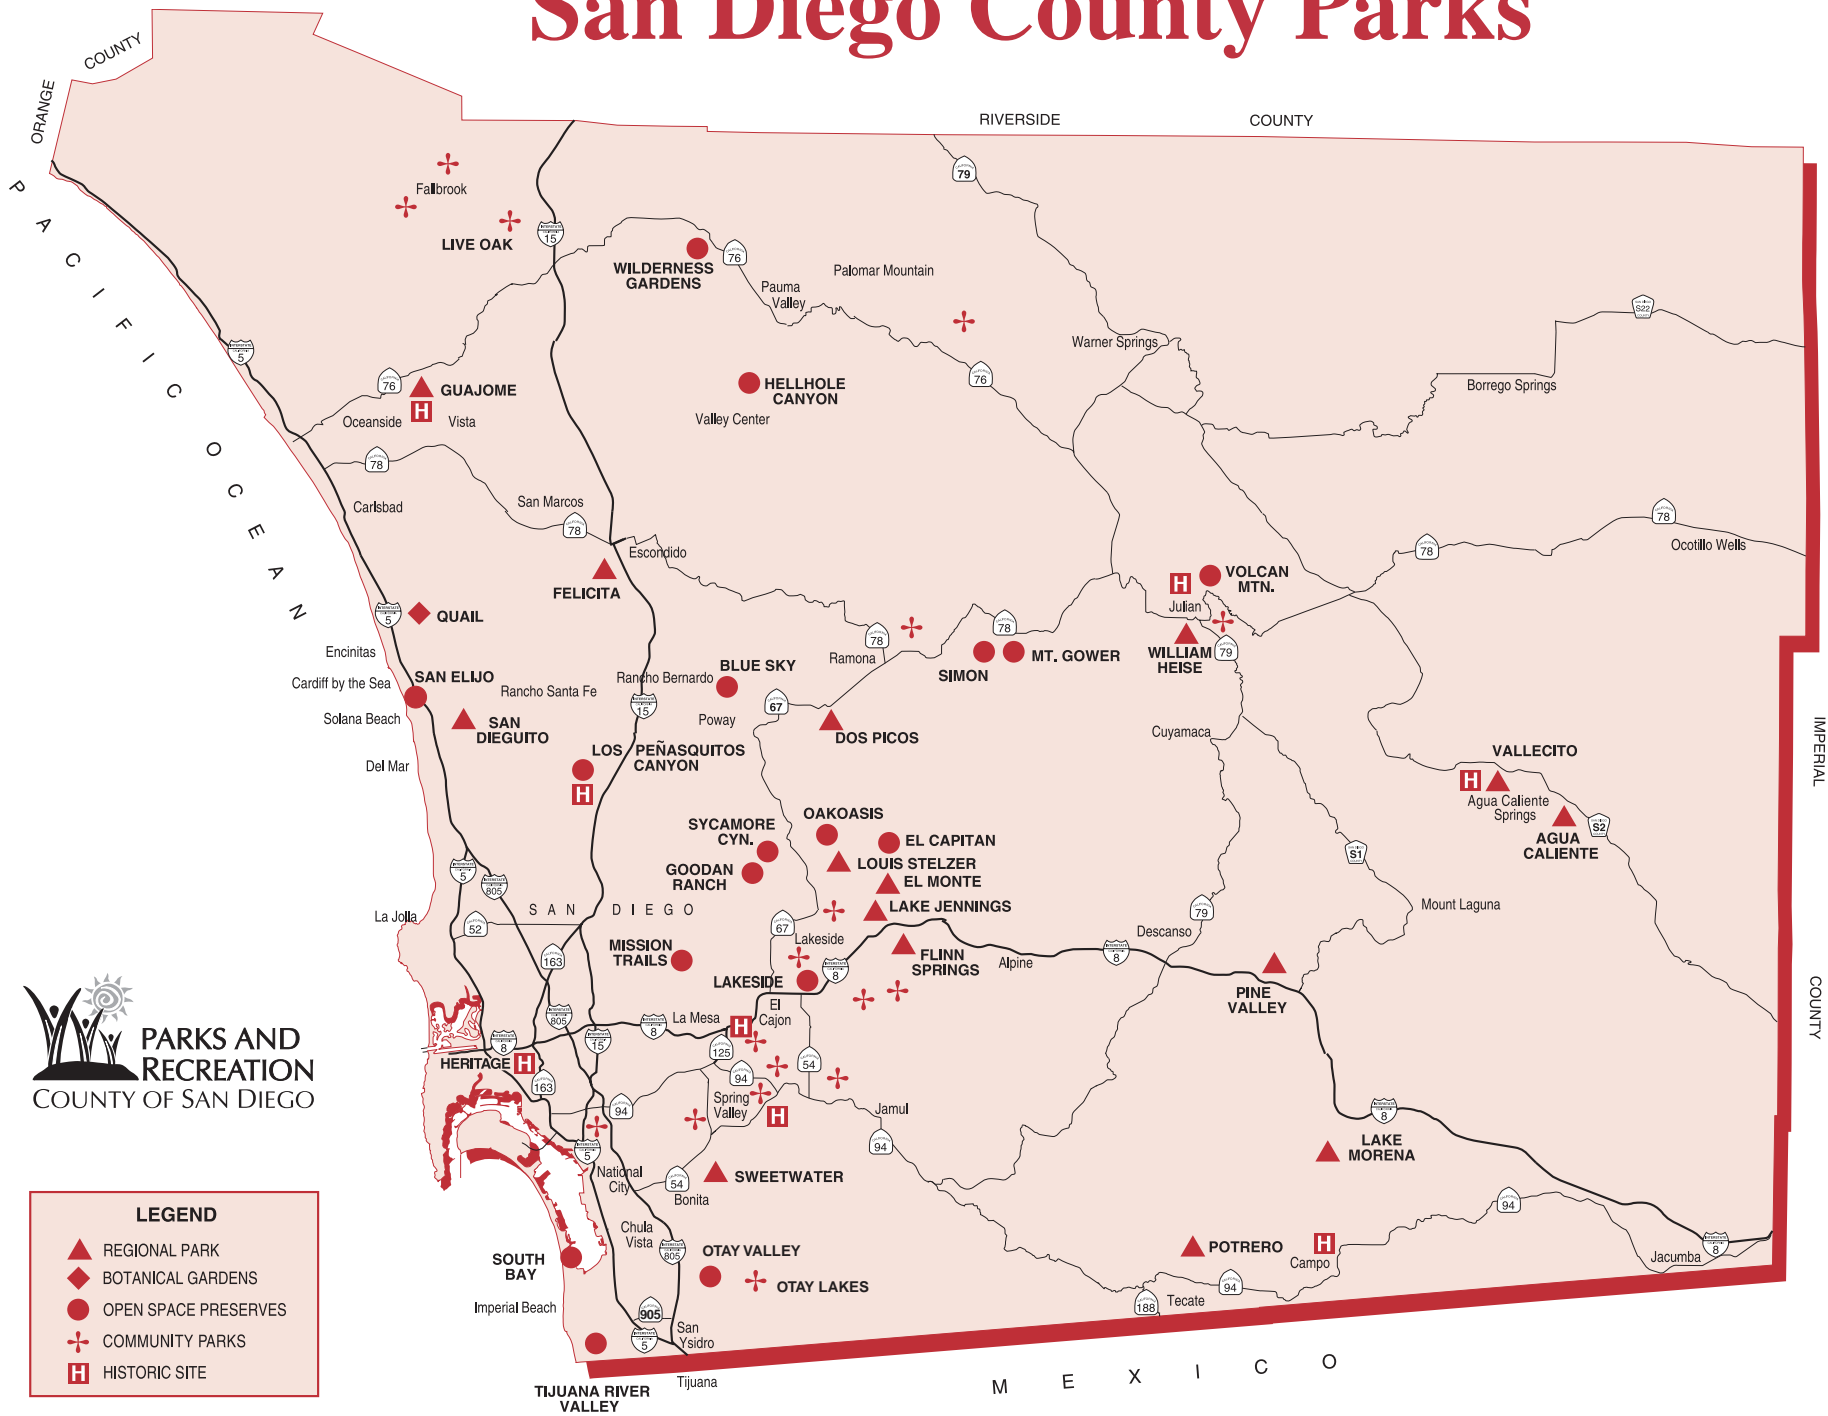 San Diego County Parks
ORANGE
COUNTY
RIVERSIDE
COUNTY
PACIFIC OCEAN
79
Fallbrook
LIVE OAK
15
WILDERNESS
GARDENS
76
Pauma
Valley
Palomar Mountain
S22
5
Warner Springs
76
76
GUAJOME
H
Oceanside
Vista
HELLHOLE
CANYON
Valley Center
Borrego Springs
78
Carlsbad
San Marcos
78
Escondido
78
78
Ocotillo Wells
FELICITA
H
VOLCAN
MTN.
Julian
5
QUAIL
78
78
79
WILLIAM
HEISE
Encinitas
Ramona
SIMON
MT. GOWER
Cardiff by the Sea
SAN ELIJO
Rancho Santa Fe
Rancho Bernardo
BLUE SKY
15
67
Solana Beach
SAN
DIEGUITO
Poway
DOS PICOS
Cuyamaca
IMPERIAL
COUNTY
Del Mar
LOS PEÑASQUITOS
CANYON
H
VALLECITO
H
Agua Caliente
Springs
AGUA
CALIENTE
S2
OAKOASIS
SYCAMORE
CYN.
EL CAPITAN
GOODAN
RANCH
LOUIS STELZER
EL MONTE
S1
5
805
LAKE JENNINGS
La Jolla
52
SAN DIEGO
67
79
Mount Laguna
163
MISSION
TRAILS
Lakeside
FLINN
SPRINGS
Descanso
Alpine
8
8
LAKESIDE
PINE
VALLEY
El
Cajon
La Mesa
H
805
8
8
15
125
HERITAGE
H
54
163
94
94
Spring
Valley
H
Jamul
94
8
5
National
City
54
Bonita
SWEETWATER
LAKE
MORENA
94
Chula
Vista
805
SOUTH
BAY
OTAY VALLEY
OTAY LAKES
POTRERO
H
Campo
8
Jacumba
94
188
Tecate
Imperial Beach
905
5
San
Ysidro
Tijuana
TIJUANA RIVER
VALLEY
MEXICO
PARKS AND
RECREATION
COUNTY OF SAN DIEGO
LEGEND
REGIONAL PARK
BOTANICAL GARDENS
OPEN SPACE PRESERVES
COMMUNITY PARKS
H HISTORIC SITE